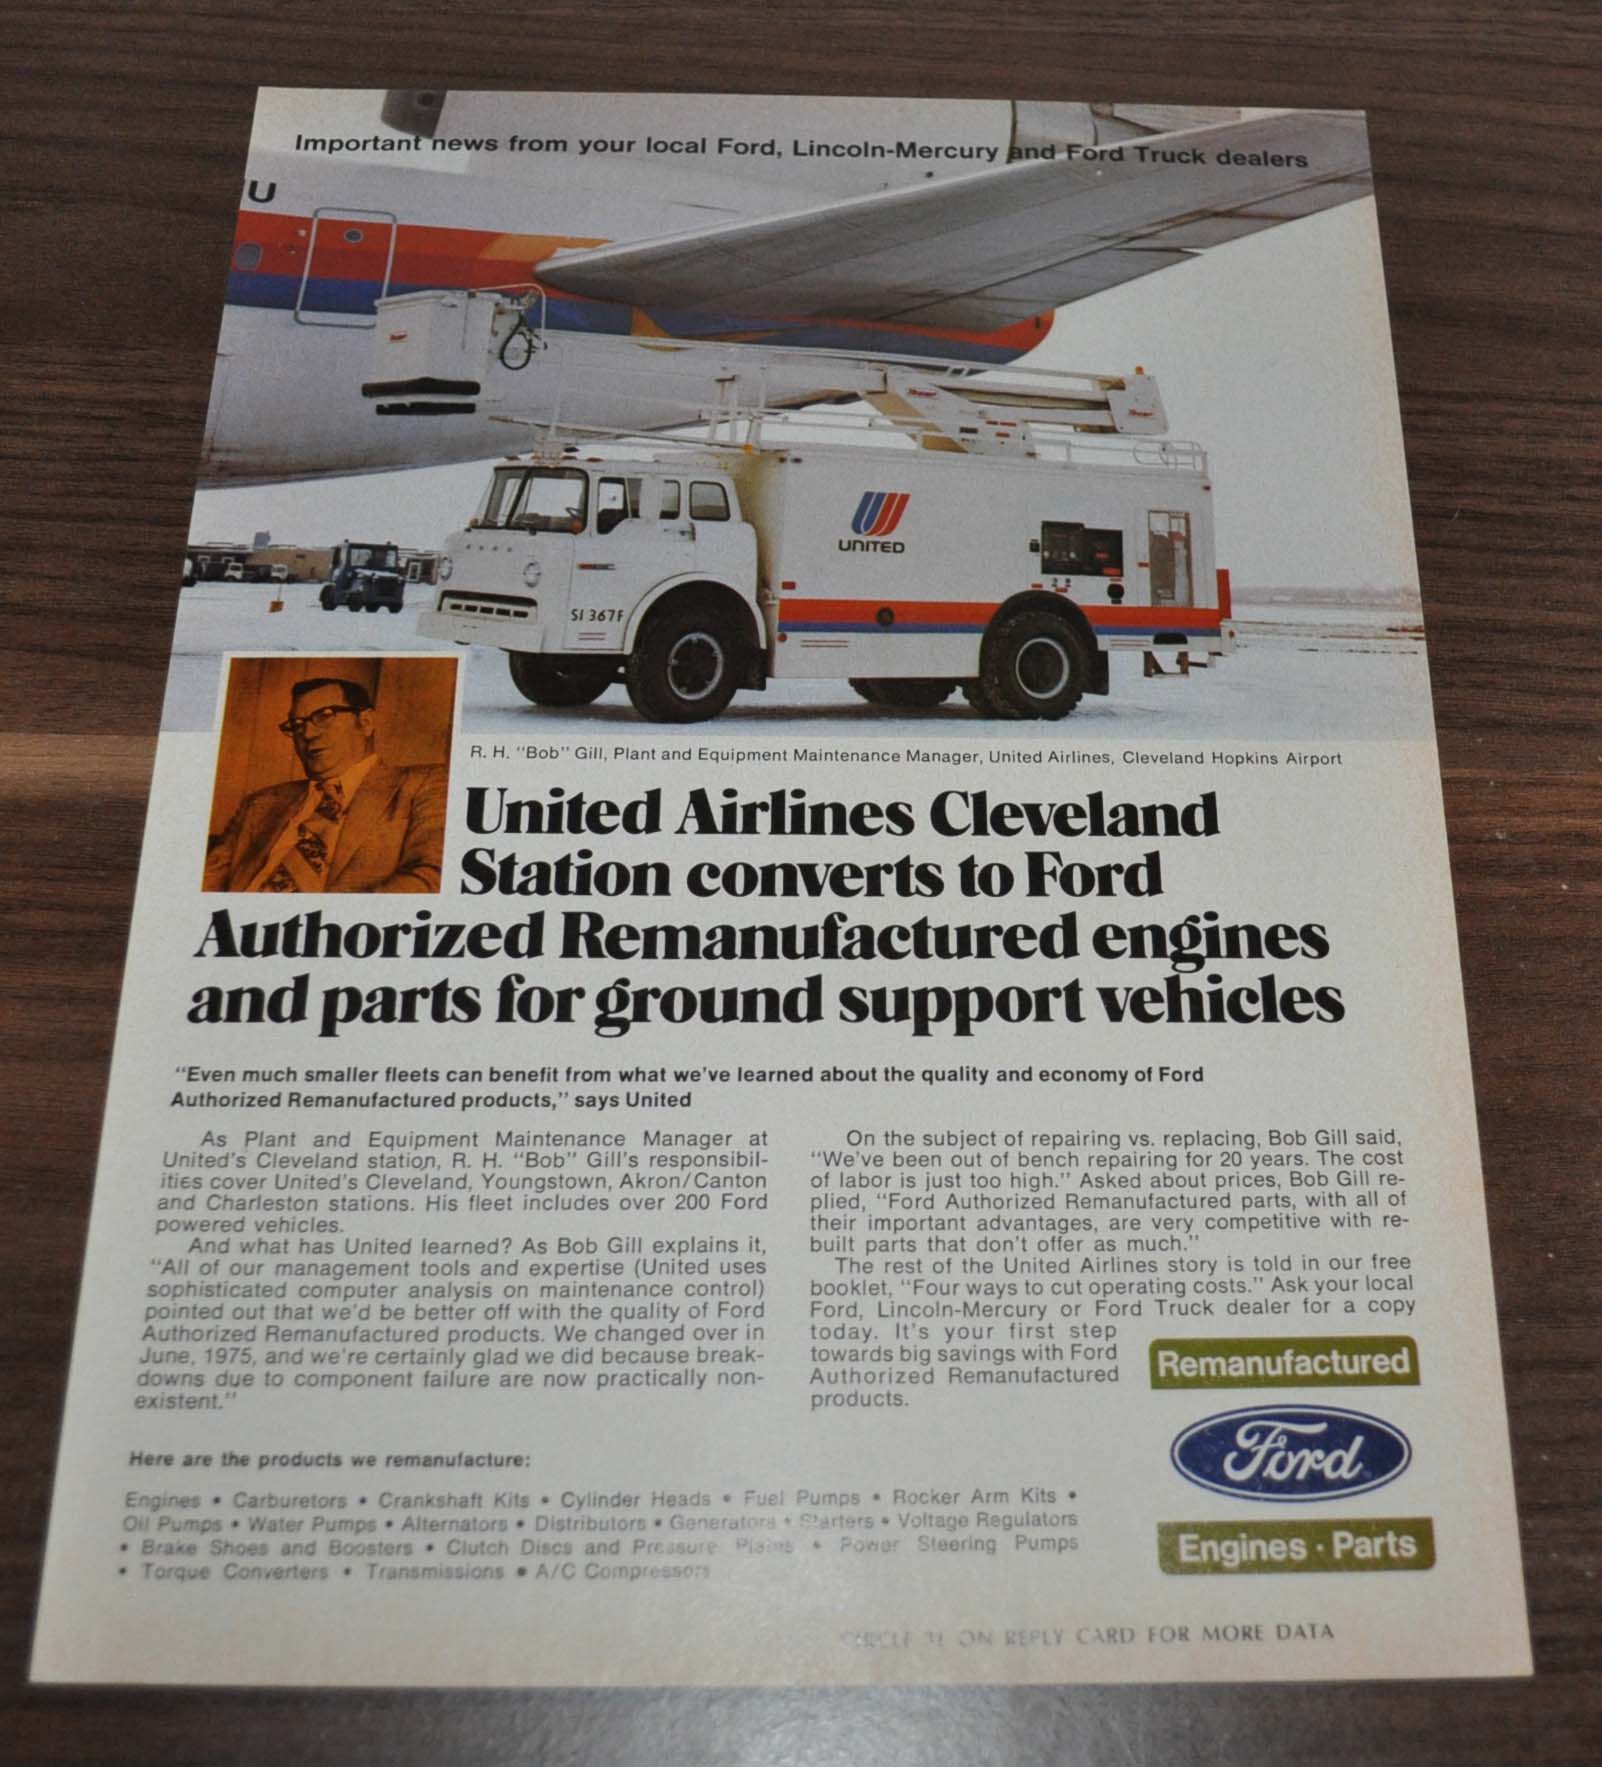 Important news from your local Ford, Lincoln-Mercury and Ford Truck dealers
U
UNITED
FORD
SI 367F
R. H. "Bob" Gill, Plant and Equipment Maintenance Manager, United Airlines, Cleveland Hopkins Airport
United Airlines Cleveland
Station converts to Ford
Authorized Remanufactured engines
and parts for ground support vehicles
"Even much smaller fleets can benefit from what we've learned about the quality and economy of Ford
Authorized Remanufactured products," says United
As Plant and Equipment Maintenance Manager at
United's Cleveland station, R. H. "Bob" Gill's responsibil-
ities cover United's Cleveland, Youngstown, Akron/Canton
and Charleston stations. His fleet includes over 200 Ford
powered vehicles.
And what has United learned? As Bob Gill explains it,
"All of our management tools and expertise (United uses
sophisticated computer analysis on maintenance control)
pointed out that we'd be better off with the quality of Ford
Authorized Remanufactured products. We changed over in
June, 1975, and we're certainly glad we did because break-
downs due to component failure are now practically non-
existent."
On the subject of repairing vs. replacing, Bob Gill said,
"We've been out of bench repairing for 20 years. The cost
of labor is just too high." Asked about prices, Bob Gill re-
plied, "Ford Authorized Remanufactured parts, with all of
their important advantages, are very competitive with re-
built parts that don't offer as much."
The rest of the United Airlines story is told in our free
booklet, "Four ways to cut operating costs." Ask your local
Ford, Lincoln-Mercury or Ford Truck dealer for a copy
today. It's your first step
towards big savings with Ford
Authorized Remanufactured
products.
Remanufactured
Ford
Engines · Parts
Here are the products we remanufacture:
Engines • Carburetors • Crankshaft Kits • Cylinder Heads • Fuel Pumps • Rocker Arm Kits •
Oil Pumps • Water Pumps • Alternators • Distributors • Generators • Starters • Voltage Regulators
• Brake Shoes and Boosters • Clutch Discs and Pressure Plates • Power Steering Pumps
• Torque Converters • Transmissions • A/C Compressors
CIRCLE 31 ON REPLY CARD FOR MORE DATA